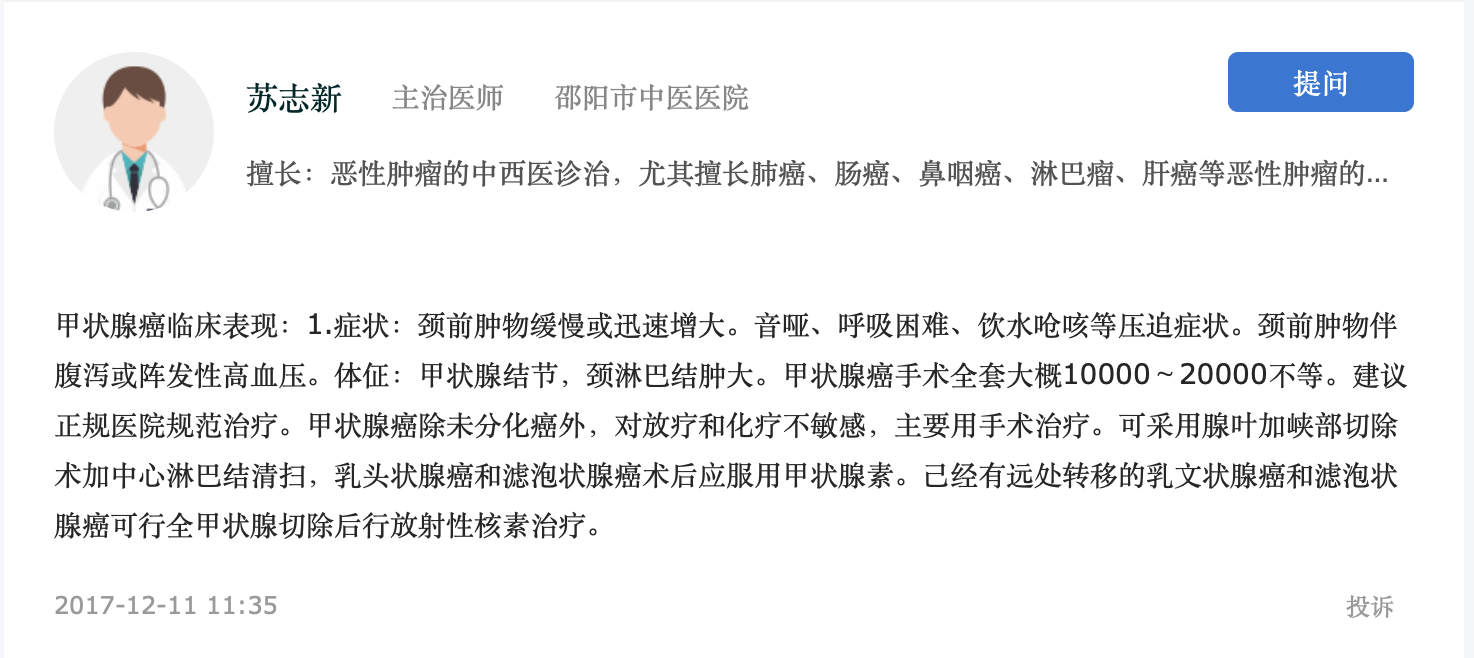 苏志新 主治医师 邵阳市中医医院 提问
擅长：恶性肿瘤的中西医诊治，尤其擅长肺癌、肠癌、鼻咽癌、淋巴瘤、肝癌等恶性肿瘤的...
甲状腺癌临床表现：1.症状：颈前肿物缓慢或迅速增大。音哑、呼吸困难、饮水呛咳等压迫症状。颈前肿物伴
腹泻或阵发性高血压。体征：甲状腺结节，颈淋巴结肿大。甲状腺癌手术全套大概10000～20000不等。建议
正规医院规范治疗。甲状腺癌除未分化癌外，对放疗和化疗不敏感，主要用手术治疗。可采用腺叶加峡部切除
术加中心淋巴结清扫，乳头状腺癌和滤泡状腺癌术后应服用甲状腺素。己经有远处转移的乳文状腺癌和滤泡状
腺癌可行全甲状腺切除后行放射性核素治疗。
2017-12-11 11:35 投诉